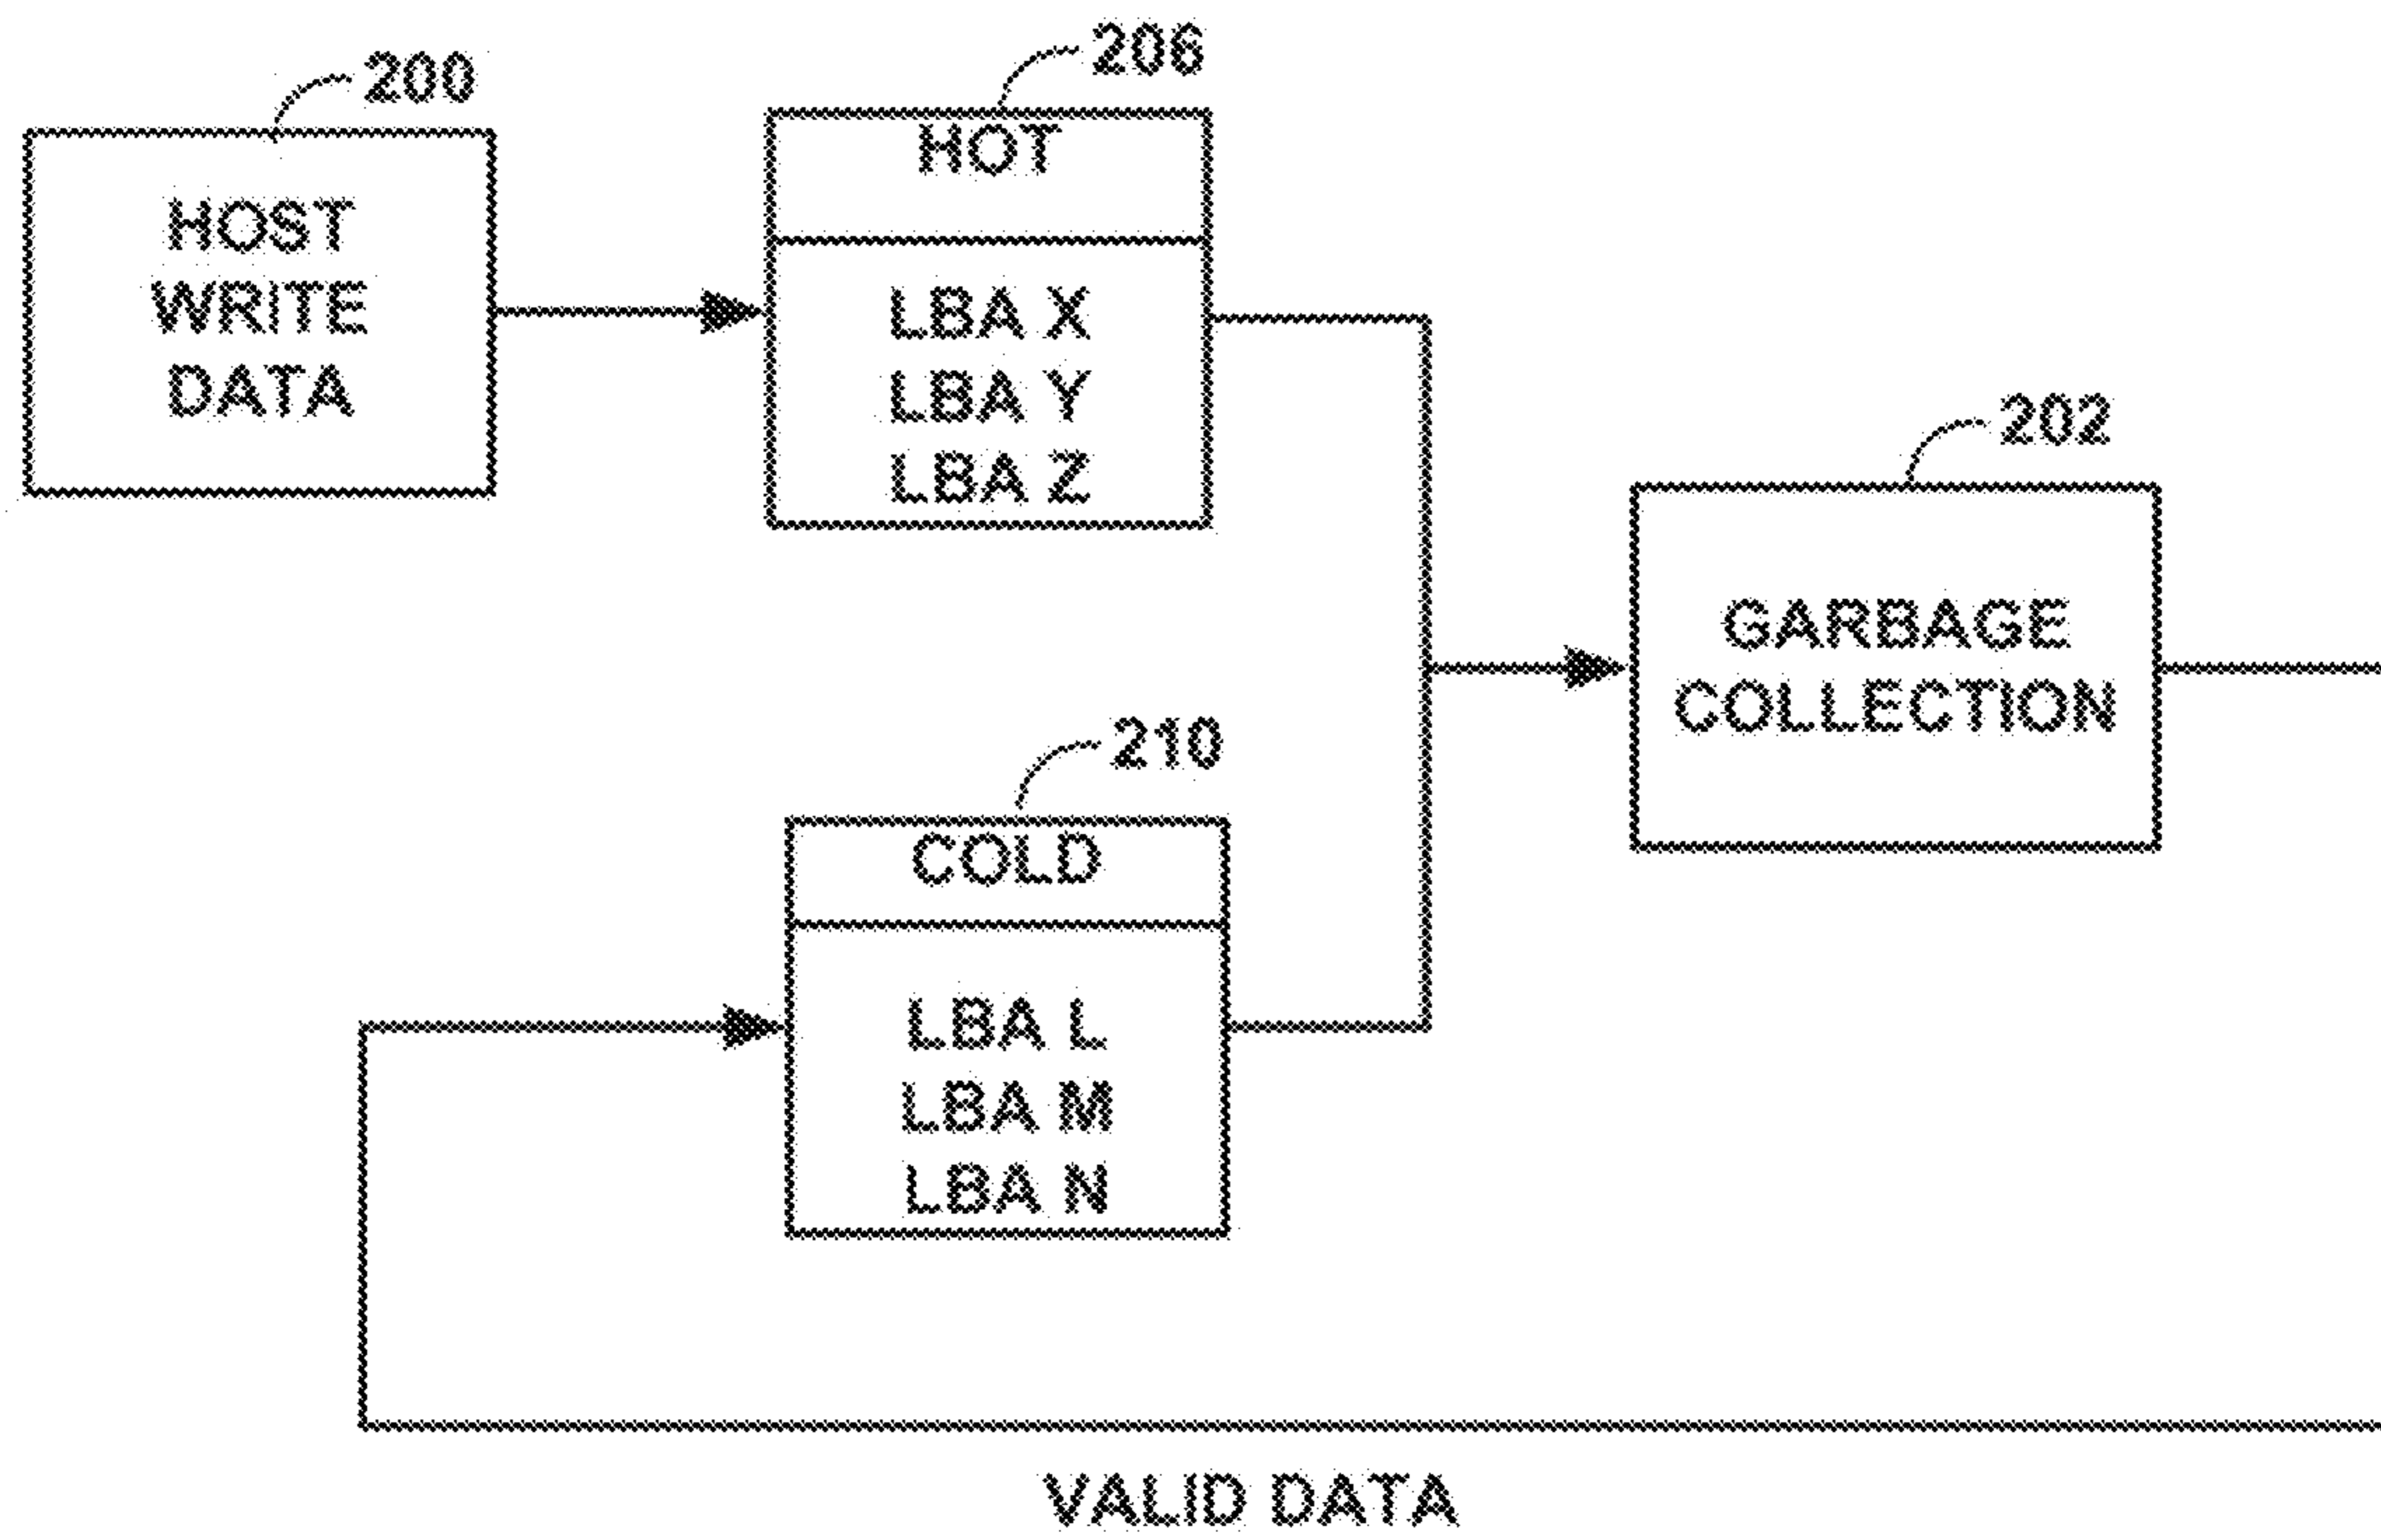 200
HOST
WRITE
DATA
206
HOT
LBA X
LBA Y
LBA Z
202
GARBAGE
COLLECTION
210
COLD
LBA L
LBA M
LBA N
VALID DATA